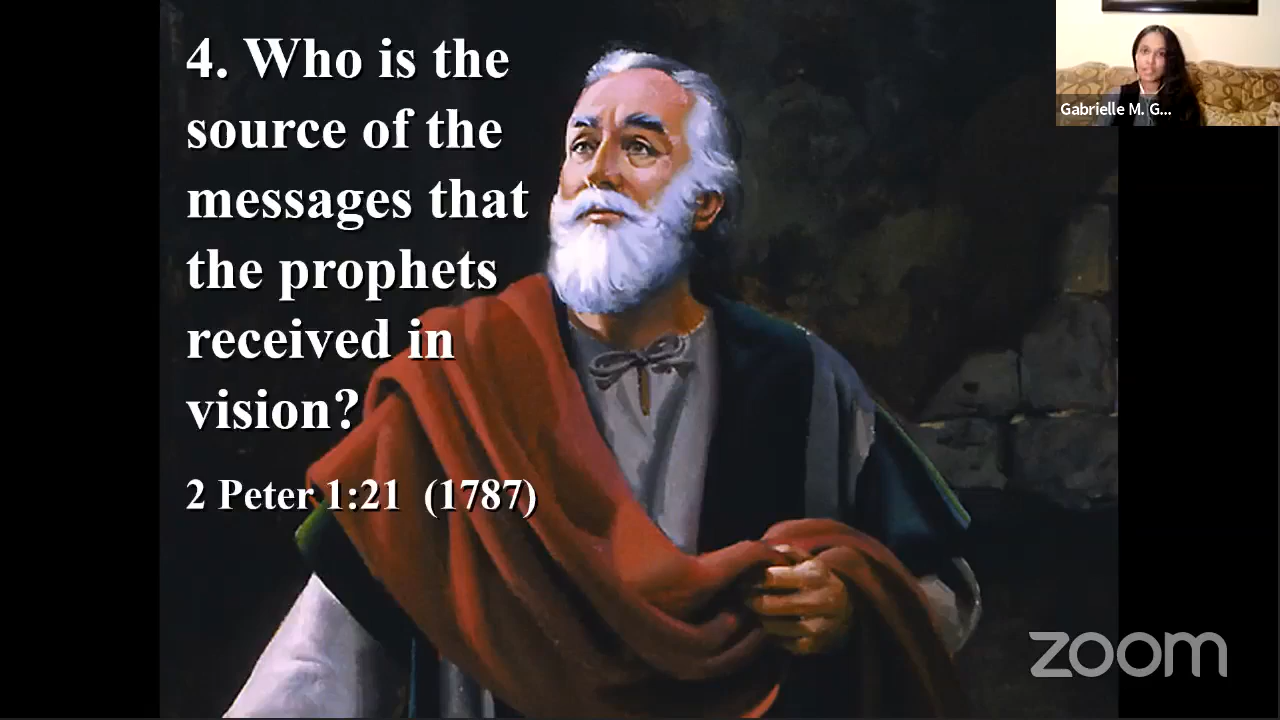 4. Who is the
source of the
messages that
the prophets
received in
vision?
2 Peter 1:21 (1787)
Gabrielle M. G...
zoom